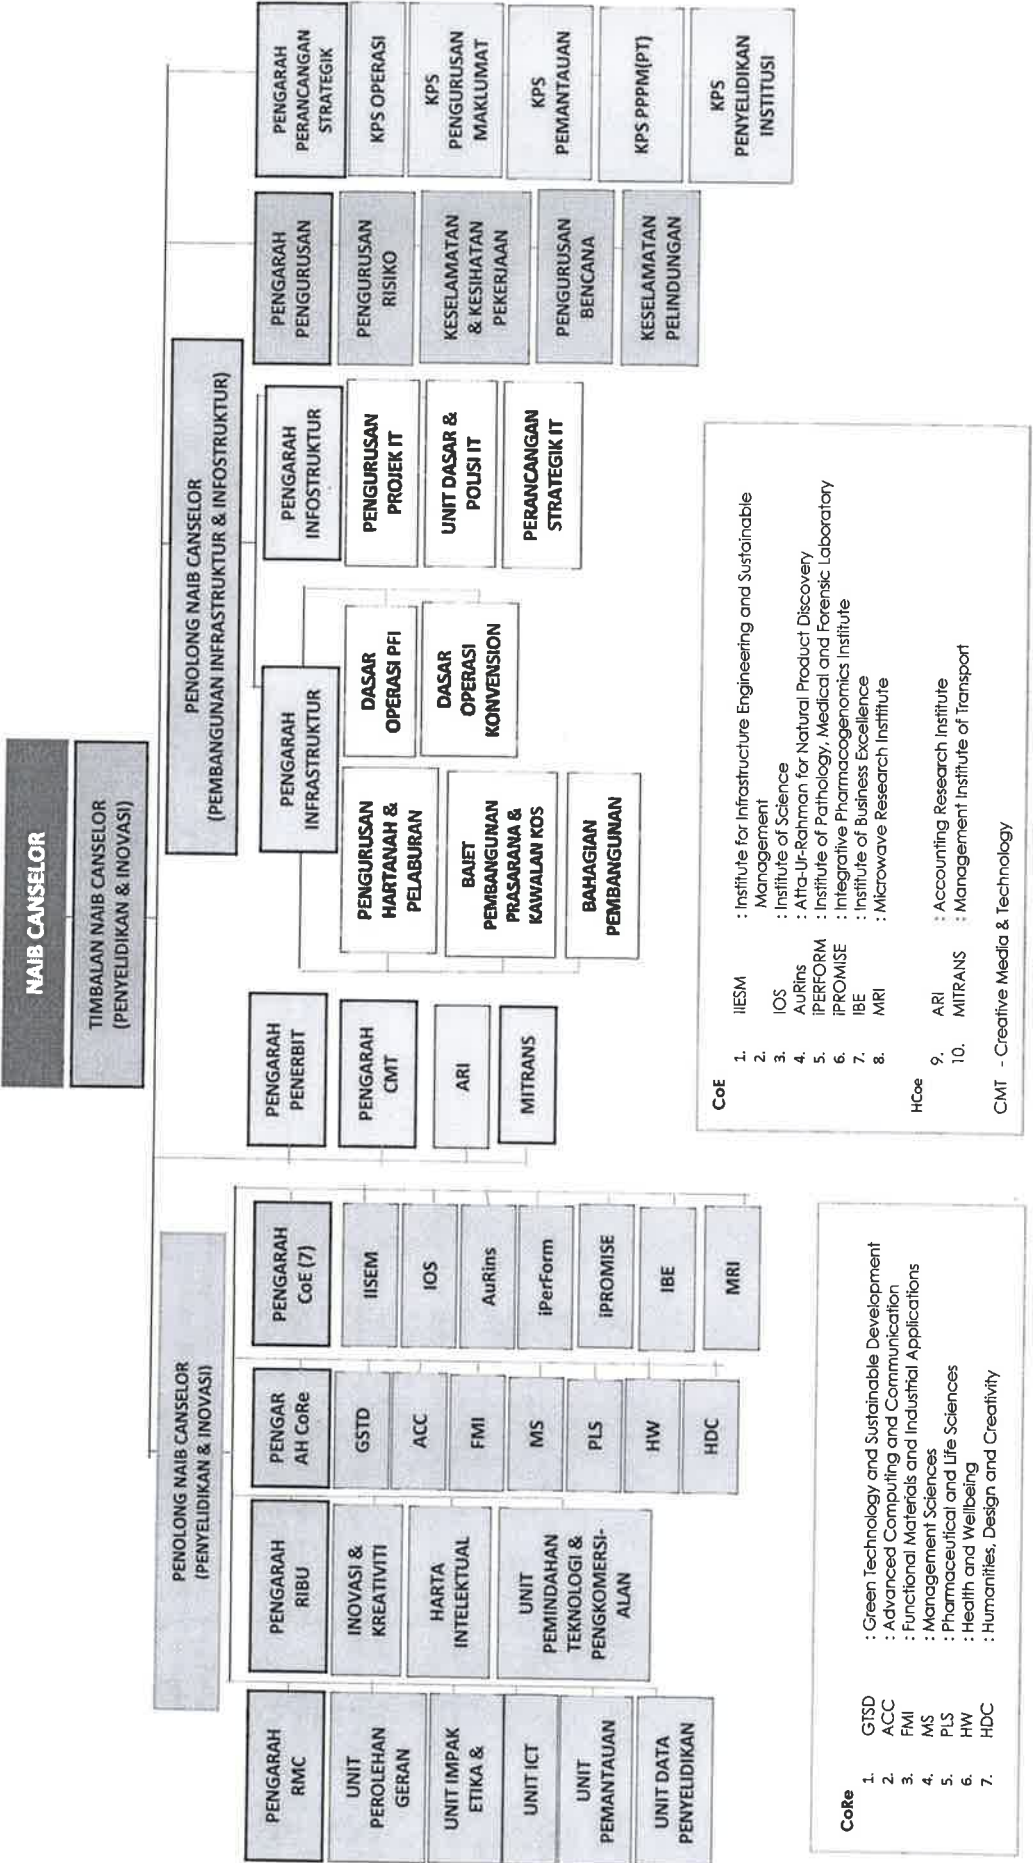 NAIB CANSELOR
TIMBALAN NAIB CANSELOR
(PENYELIDIKAN & INOVASI)
PENOLONG NAIB CANSELOR
(PENYELIDIKAN & INOVASI)
PENOLONG NAIB CANSELOR
(PEMBANGUNAN INFRASTRUKTUR & INFOSTRUKTUR)
PENGARAH
RMC
UNIT
PEROLEHAN
GERAN
UNIT IMPAK
ETIKA &
UNIT ICT
UNIT
PEMANTAUAN
UNIT DATA
PENYELIDIKAN
PENGARAH
RIBU
INOVASI &
KREATIVITI
HARTA
INTELEKTUAL
UNIT
PEMINDAHAN
TEKNOLOGI &
PENGKOMERSI-
ALAN
PENGAR
AH CoRe
GSTD
ACC
FMI
MS
PLS
HW
HDC
PENGARAH
CoE (7)
IISEM
IOS
AuRins
iPerForm
iPROMISE
IBE
MRI
PENGARAH
PENERBIT
PENGARAH
CMT
ARI
MITRANS
PENGARAH
INFRASTRUKTUR
PENGURUSAN
HARTANAH &
PELABURAN
BAJET
PEMBANGUNAN
PRASARANA &
KAWALAN KOS
BAHAGIAN
PEMBANGUNAN
DASAR
OPERASI PFI
DASAR
OPERASI
KONVENSION
PENGARAH
INFOSTRUKTUR
PENGURUSAN
PROJEK IT
UNIT DASAR &
POLISI IT
PERANCANGAN
STRATEGIK IT
PENGARAH
PENGURUSAN
PENGURUSAN
RISIKO
KESELAMATAN
& KESIHATAN
PEKERJAAN
PENGURUSAN
BENCANA
KESELAMATAN
PELINDUNGAN
PENGARAH
PERANCANGAN
STRATEGIK
KPS OPERASI
KPS
PENGURUSAN
MAKLUMAT
KPS
PEMANTAUAN
KPS PPPM(PT)
KPS
PENYELIDIKAN
INSTITUSI
CoRe
1. GTSD : Green Technology and Sustainable Development
2. ACC : Advanced Computing and Communication
3. FMI : Functional Materials and Industrial Applications
4. MS : Management Sciences
5. PLS : Pharmaceutical and Life Sciences
6. HW : Health and Wellbeing
7. HDC : Humanities, Design and Creativity
CoE
1. IIESM : Institute for Infrastructure Engineering and Sustainable
2. Management
3. IOS : Institute of Science
4. AuRins : Atta-Ur-Rahman for Natural Product Discovery
5. iPERFORM : Institute of Pathology, Medical and Forensic Laboratory
6. iPROMISE : Integrative Pharmacogenomics Institute
7. IBE : Institute of Business Excellence
8. MRI : Microwave Research Institute
HCoe
9. ARI : Accounting Research Institute
10. MITRANS : Management Institute of Transport
CMT - Creative Media & Technology